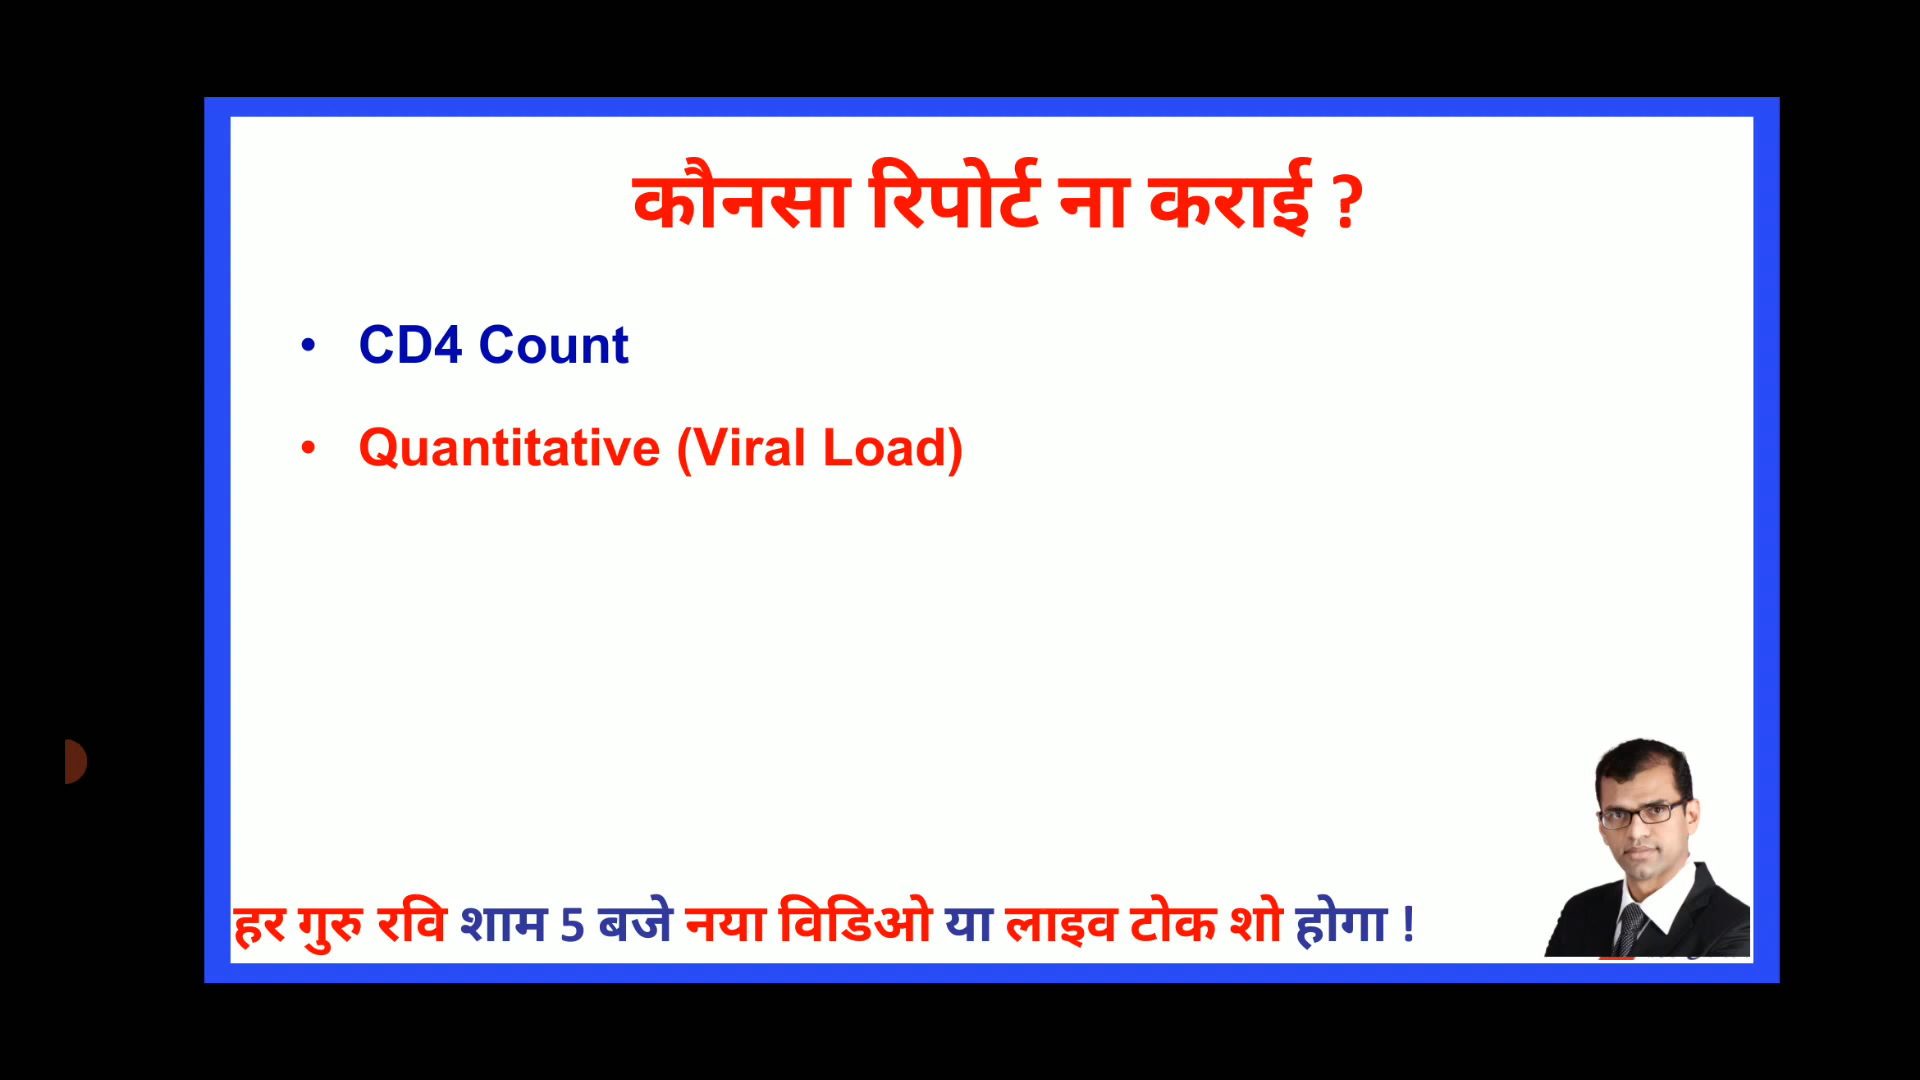 कौनसा रिपोर्ट ना कराई ?
• CD4 Count
• Quantitative (Viral Load)
हर गुरु रवि शाम 5 बजे नया विडिओ या लाइव टोक शो होगा !